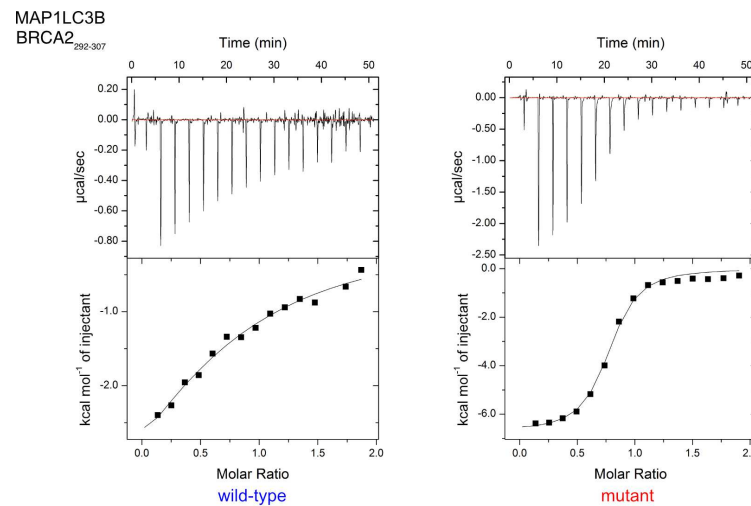 MAP1LC3B
BRCA2292-307
Time (min)
0 10 20 30 40 50
0.20
0.00
-0.20
-0.40
-0.60
-0.80
µcal/sec
-1.0
-2.0
kcal mol-1 of injectant
0.0 0.5 1.0 1.5 2.0
Molar Ratio
wild-type
Time (min)
0 10 20 30 40 50
0.00
-0.50
-1.00
-1.50
-2.00
-2.50
µcal/sec
0.0
-2.0
-4.0
-6.0
kcal mol-1 of injectant
0.0 0.5 1.0 1.5
Molar Ratio
mutant